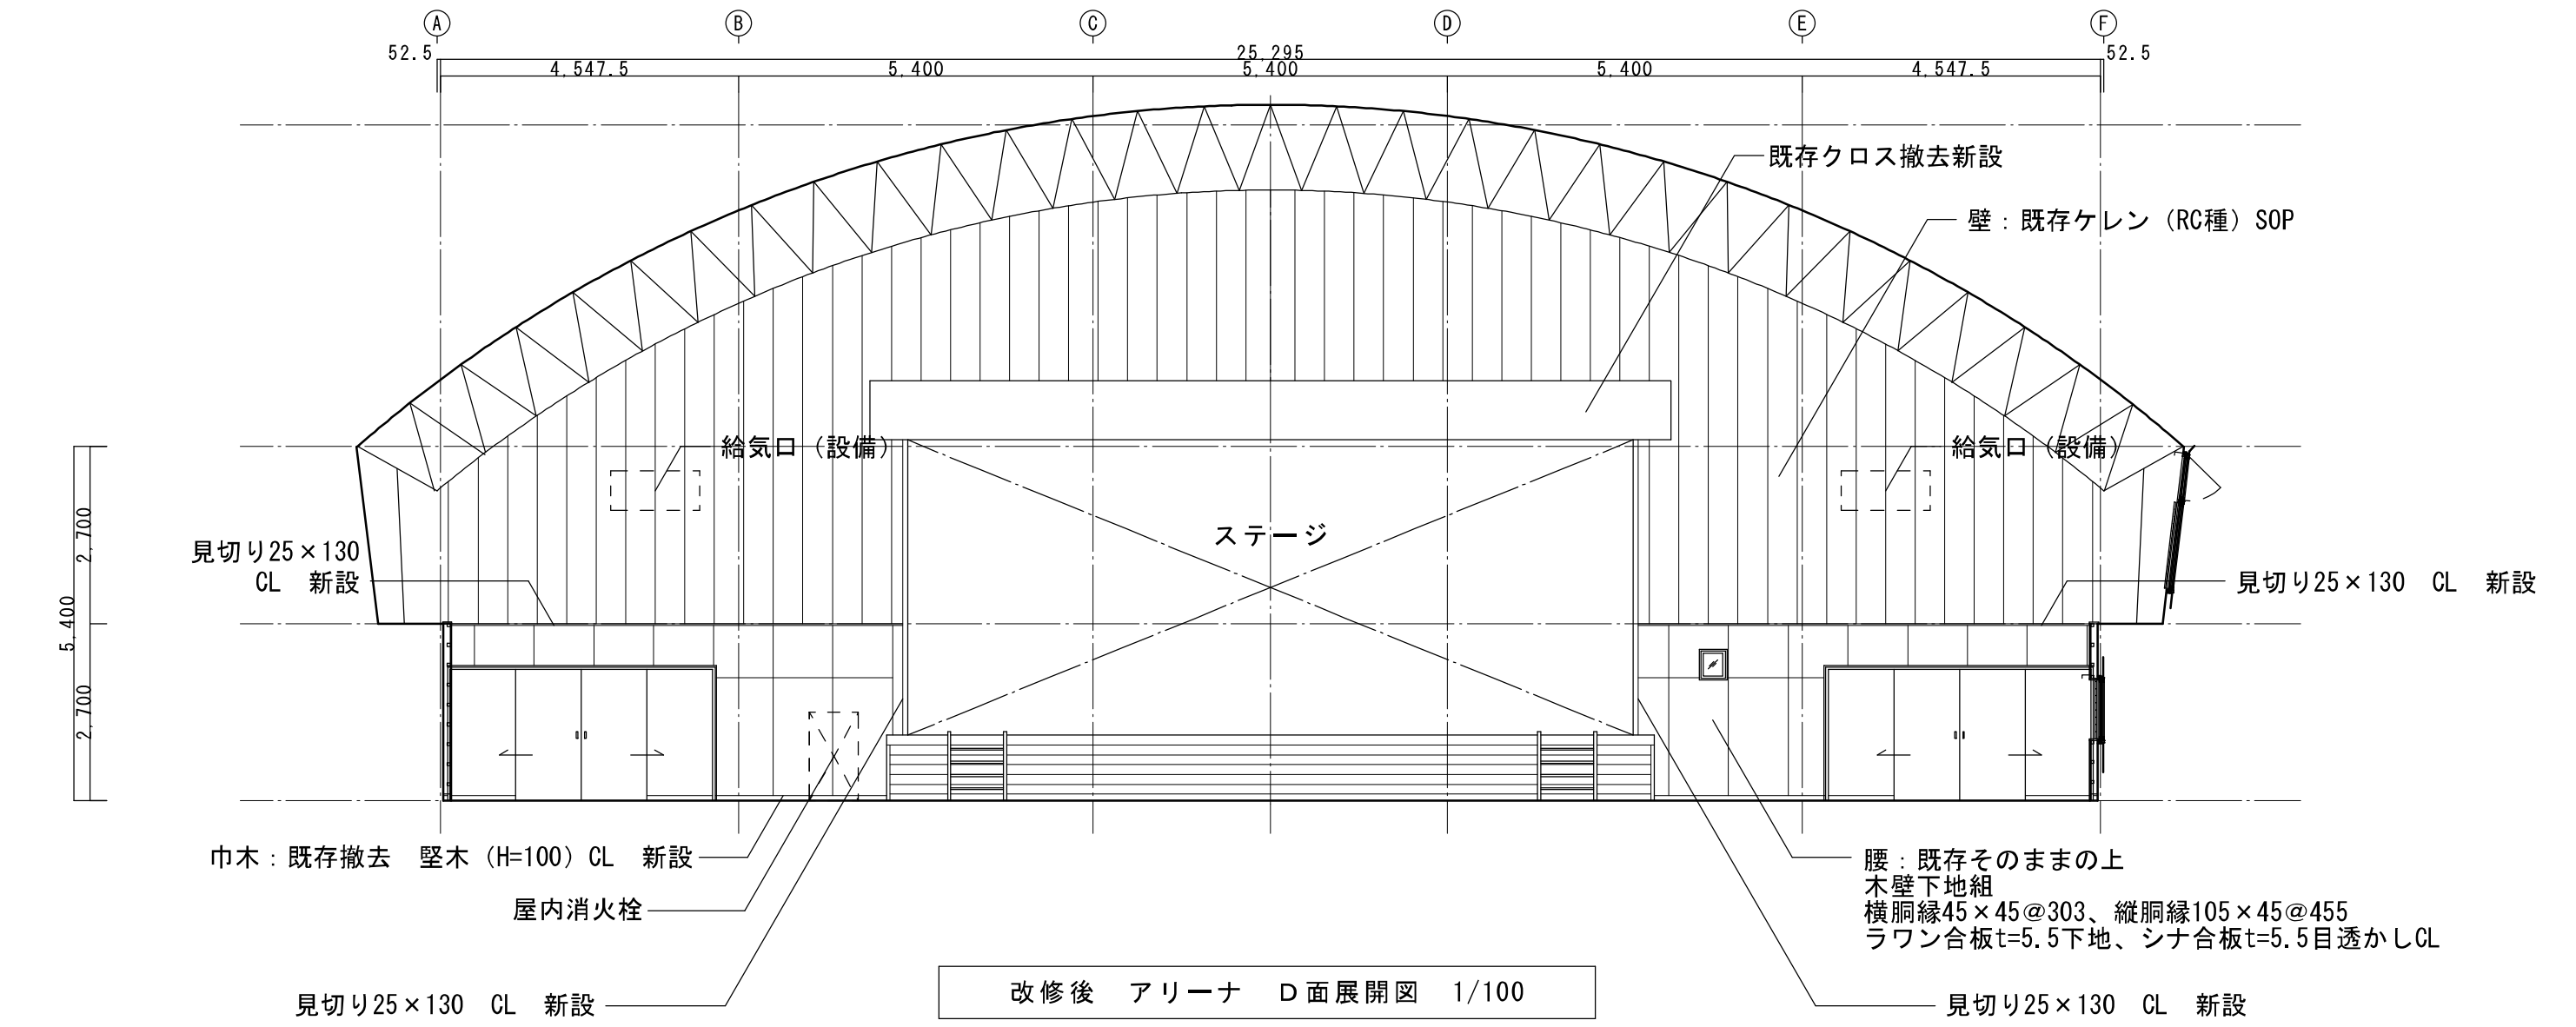 A B C D E F
52.5 25,295 52.5
4,547.5 5,400 5,400 5,400 4,547.5
既存クロス撤去新設
壁：既存ケレン（RC種）SOP
給気口（設備） 給気口（設備）
2,700
ステージ
見切り25×130
CL 新設
見切り25×130 CL 新設
5,400
2,700
巾木：既存撤去 堅木（H=100）CL 新設
腰：既存そのままの上
木壁下地組
屋内消火栓
横胴縁45×45@303、縦胴縁105×45@455
ラワン合板t=5.5下地、シナ合板t=5.5目透かしCL
改修後 アリーナ D面展開図 1/100
見切り25×130 CL 新設
見切り25×130 CL 新設